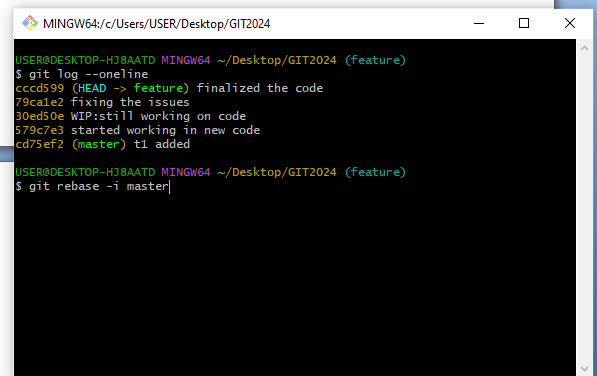 MINGW64:/c/Users/USER/Desktop/GIT2024
USER@DESKTOP-HJ8AATD MINGW64 ~/Desktop/GIT2024 (feature)
$ git log --oneline
cccd599 (HEAD -> feature) finalized the code
79ca1e2 fixing the issues
30ed50e WIP:still working on code
579c7e3 started working in new code
cd75ef2 (master) t1 added
USER@DESKTOP-HJ8AATD MINGW64 ~/Desktop/GIT2024 (feature)
$ git rebase -i master